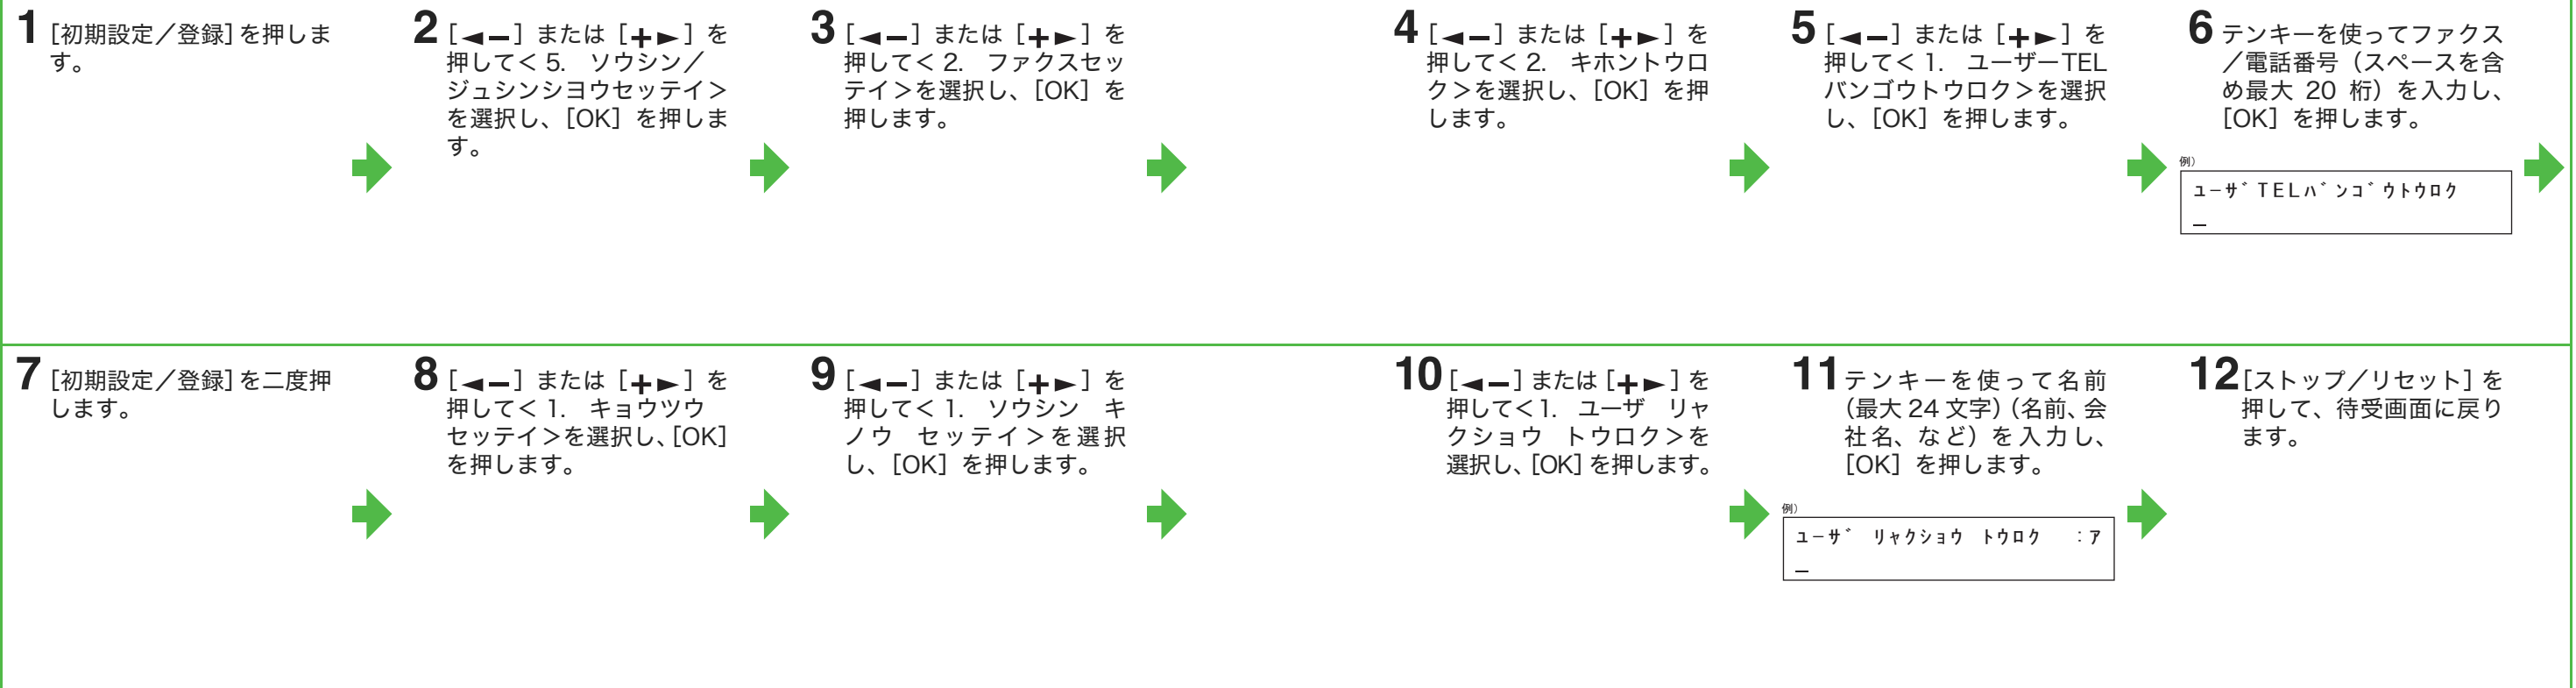 1 ［初期設定／登録］を押しま
す。
2 ［◄−］または［+►］を
押して＜5.　ソウシン／
ジュシンシヨウセッテイ＞
を選択し、［OK］を押しま
す。
3 ［◄−］または［+►］を
押して＜2.　ファクスセッ
テイ＞を選択し、［OK］を
押します。
4 ［◄−］または［+►］を
押して＜2.　キホントウロ
ク＞を選択し、［OK］を押
します。
5 ［◄−］または［+►］を
押して＜1.　ユーザーTEL
バンゴウトウロク＞を選択
し、［OK］を押します。
6 テンキーを使ってファクス
／電話番号（スペースを含
め最大 20 桁）を入力し、
［OK］を押します。
例）
ユーザﾞTELハﾞンコﾞウトウロク
_
7 ［初期設定／登録］を二度押
します。
8 ［◄−］または［+►］を
押して＜1.　キョウツウ
セッテイ＞を選択し、［OK］
を押します。
9 ［◄−］または［+►］を
押して＜1.　ソウシン　キ
ノウ　セッテイ＞を選択
し、［OK］を押します。
10 ［◄−］または［+►］を
押して＜1.　ユーザ　リャ
クショウ　トウロク＞を
選択し、［OK］を押します。
11 テンキーを使って名前
（最大 24 文字）（名前、会
社名、など）を入力し、
［OK］を押します。
例）
ユーサﾞ　リャクショウ　トウロク　：ア
_
12 ［ストップ／リセット］を
押して、待受画面に戻り
ます。